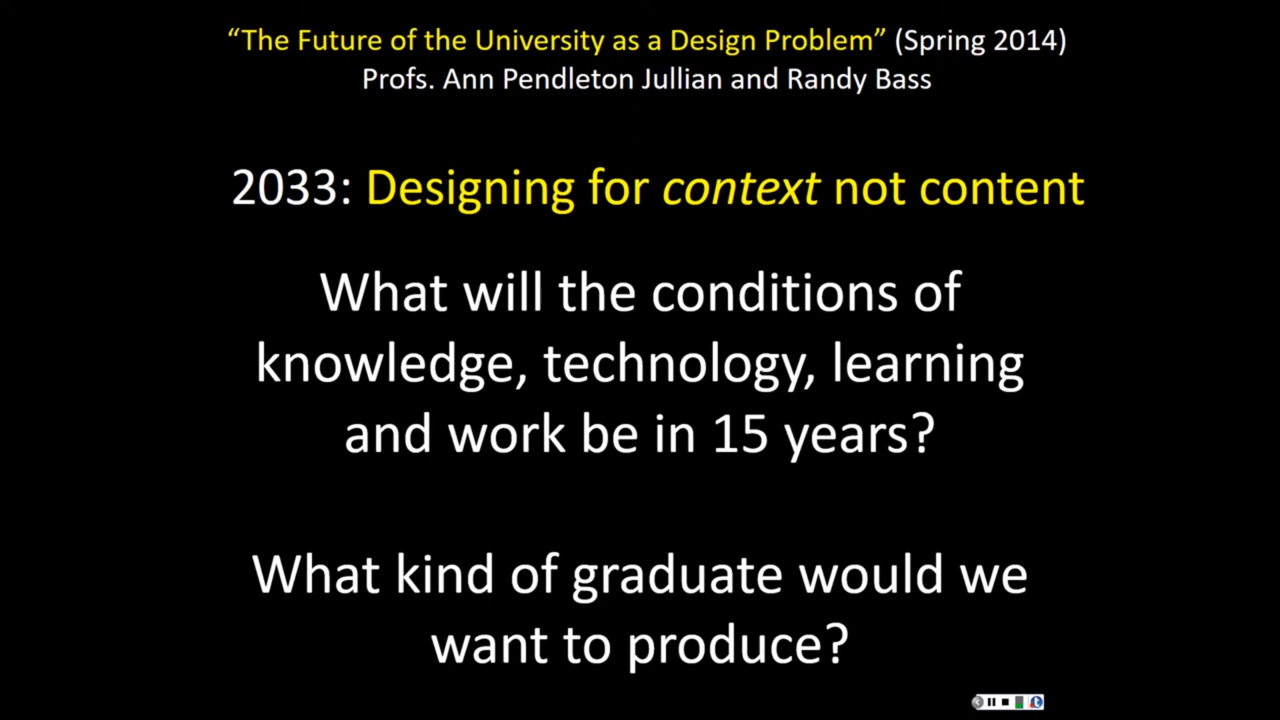 “The Future of the University as a Design Problem” (Spring 2014)
Profs. Ann Pendleton Jullian and Randy Bass
2033: Designing for context not content
What will the conditions of
knowledge, technology, learning
and work be in 15 years?
What kind of graduate would we
want to produce?